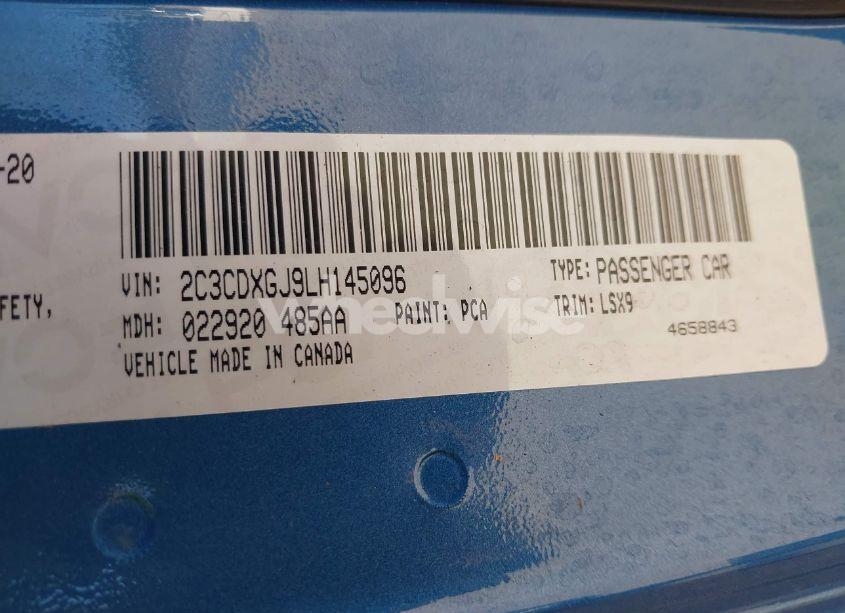 -20
VIN: 2C3CDXGJ9LH145096
TYPE: PASSENGER CAR
FETY,
MDH: 022920 485AA
PAINT: PCA
TRIM: LSX9
4658843
VEHICLE MADE IN CANADA
wheelwise